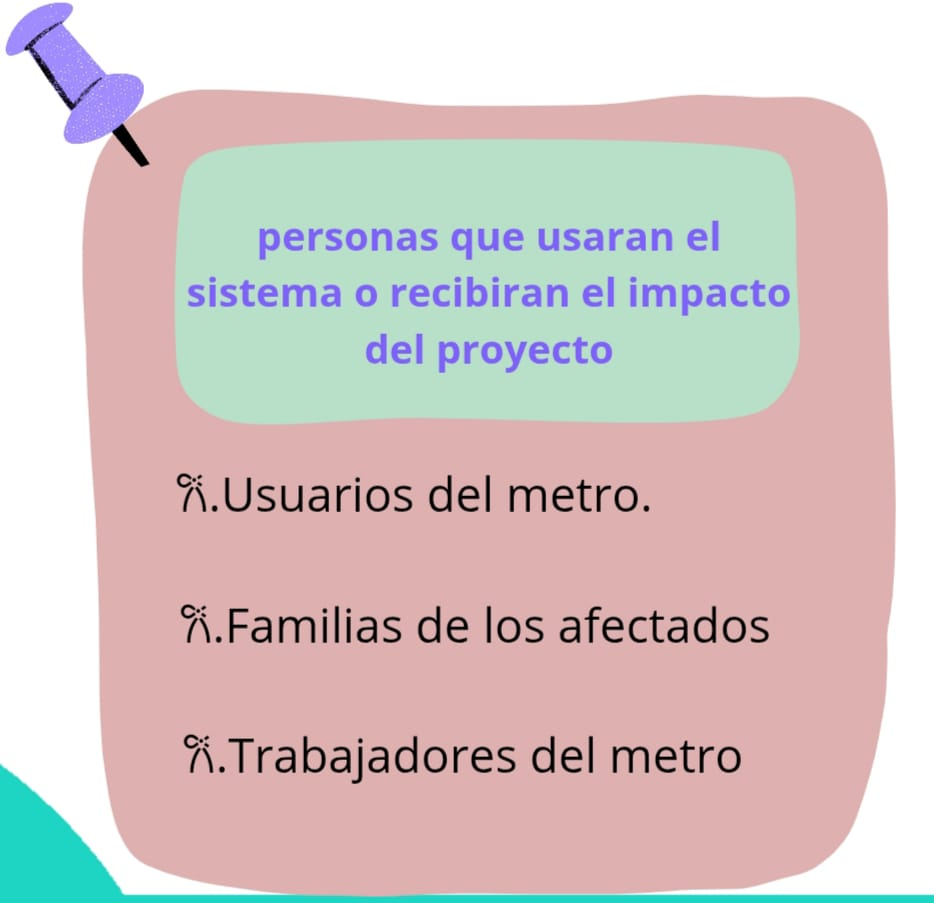 personas que usaran el
sistema o recibiran el impacto
del proyecto
.Usuarios del metro.
.Familias de los afectados
.Trabajadores del metro